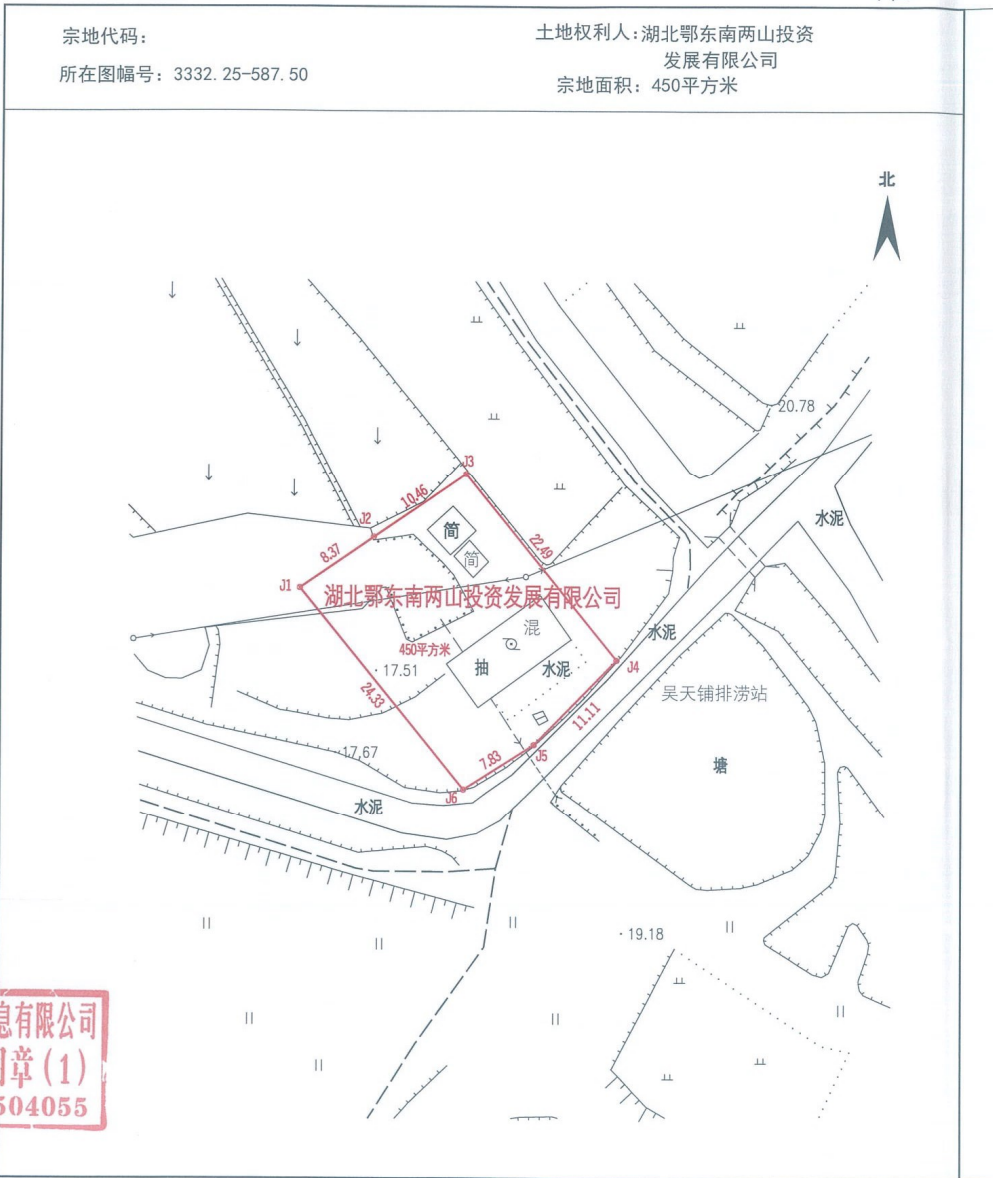 宗地代码：
土地权利人：湖北鄂东南两山投资
发展有限公司
所在图幅号：3332.25-587.50
宗地面积：450平方米
北
20.78
J3
10.46
J2
简
水泥
8.37
22.49
简
J1
湖北鄂东南两山投资发展有限公司
混
水泥
450平方米
抽
水泥
J4
17.51
吴天铺排涝站
24.33
11.11
17.67
7.83
J5
塘
J6
水泥
19.18
息有限公司
章(1)
504055